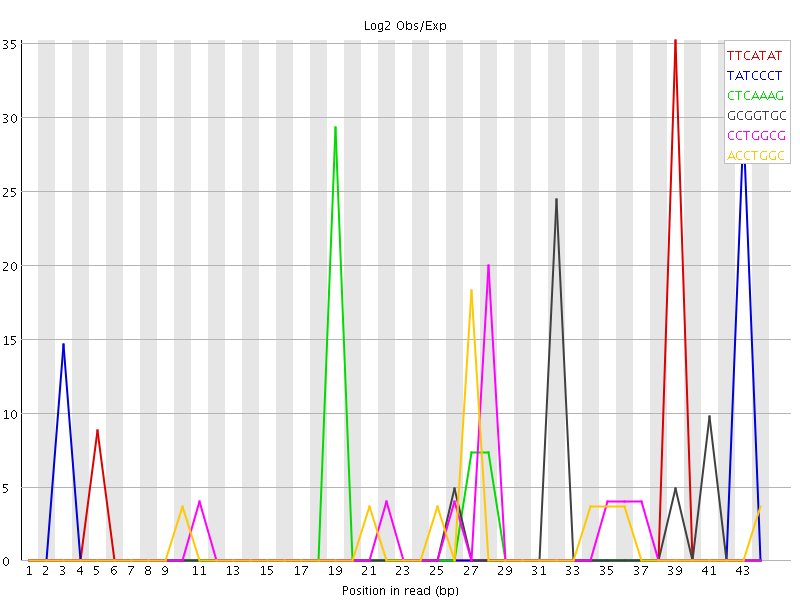 Log2 Obs/Exp
35
30
25
20
15
10
5
0
TTCATAT
TATCCCT
CTCAAAG
GCGGTGC
CCTGGCG
ACCTGGC
1 2 3 4 5 6 7 8 9 11 13 15 17 19 21 23 25 27 29 31 33 35 37 39 41 43
Position in read (bp)